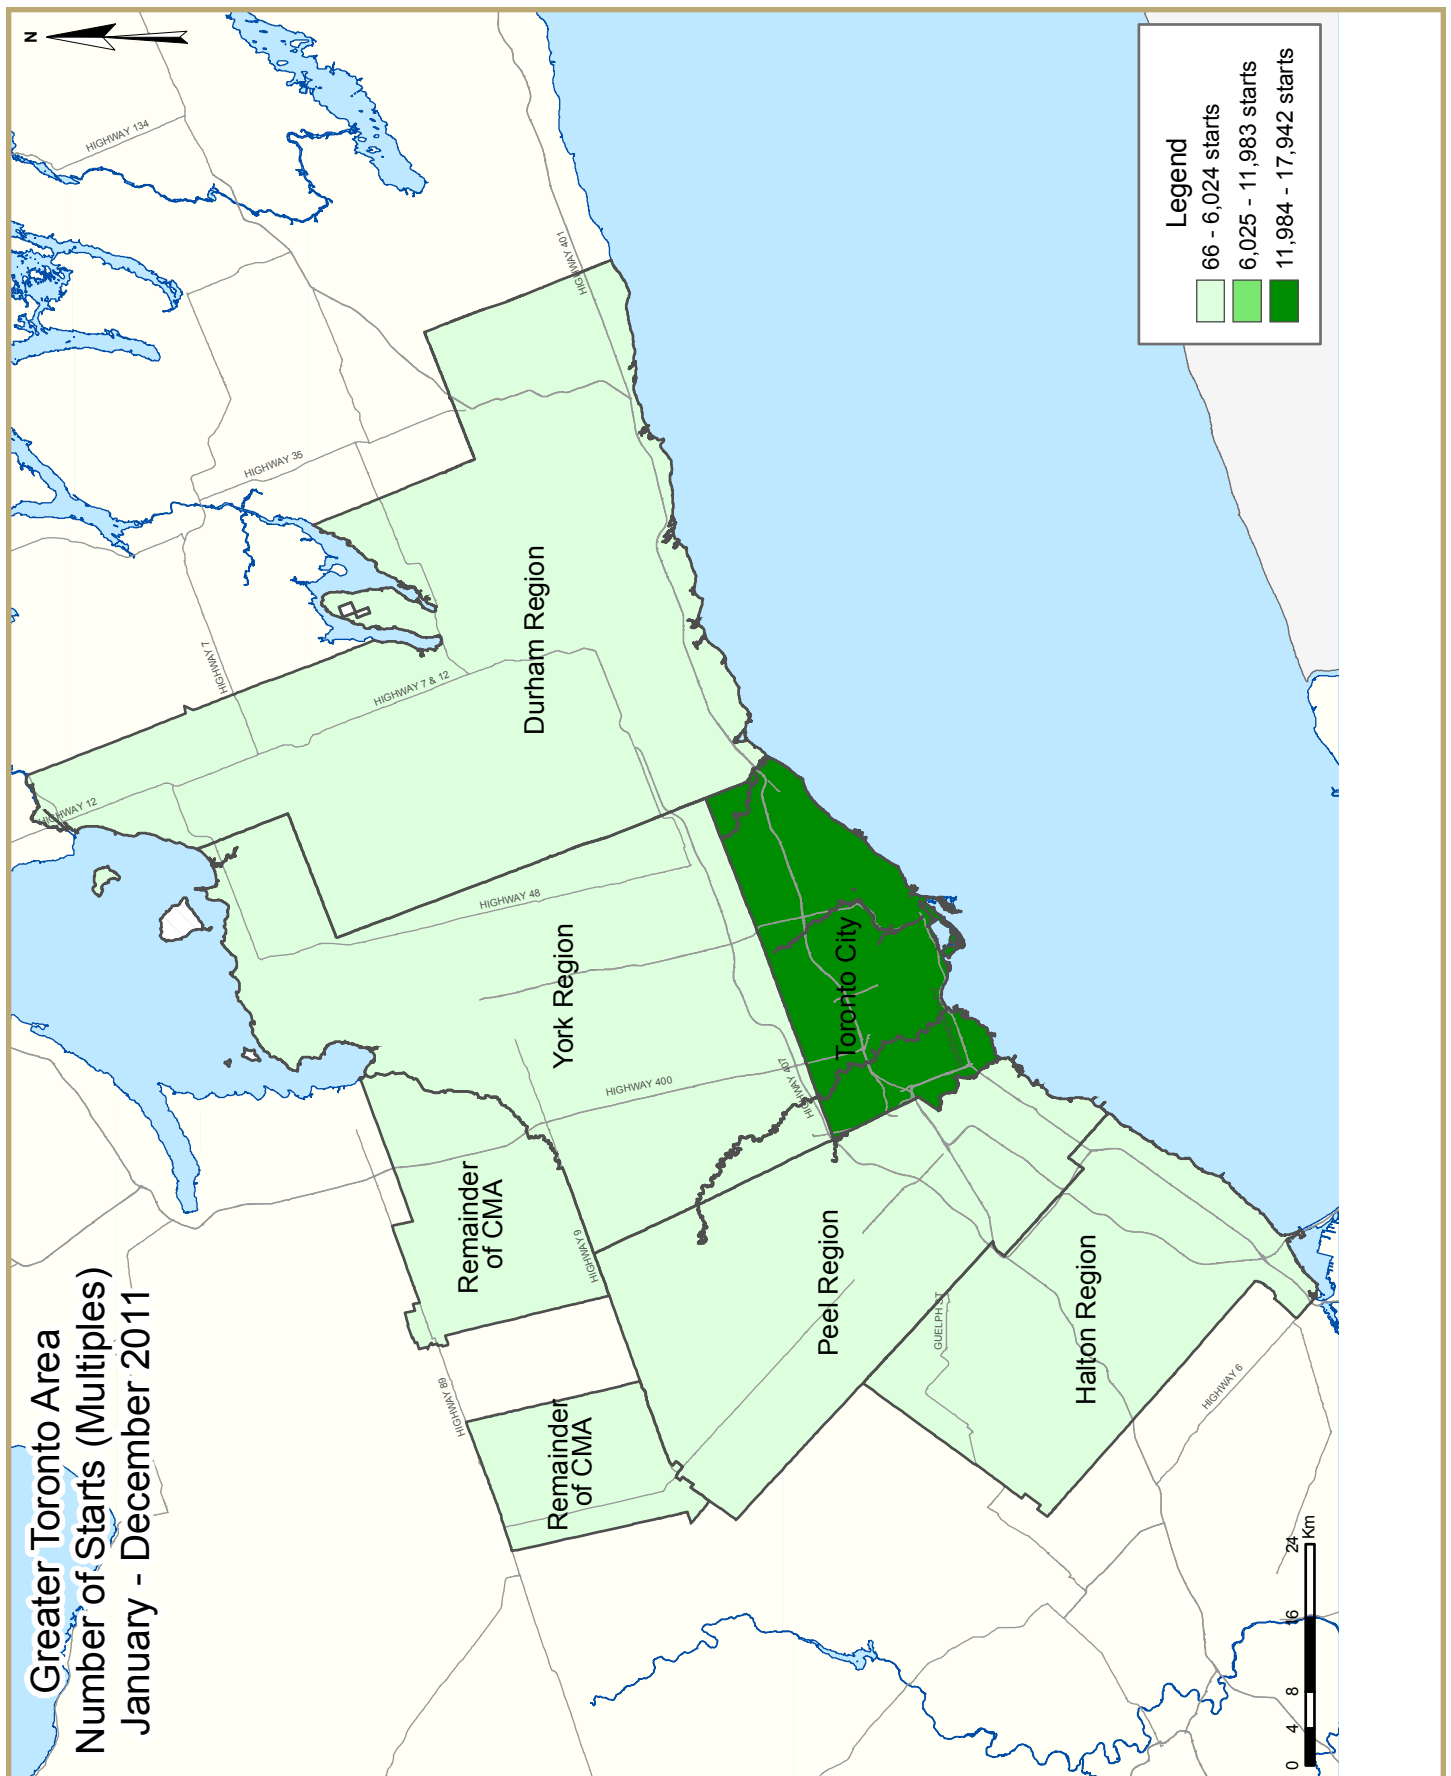 Greater Toronto Area
Number of Starts (Multiples)
January - December 2011
N
HIGHWAY 134
HIGHWAY 401
HIGHWAY 35
HIGHWAY 7
HIGHWAY 7 & 12
HIGHWAY 12
Durham Region
HIGHWAY 48
York Region
HIGHWAY 400
HIGHWAY 407
Toronto City
Remainder
of CMA
HIGHWAY 9
HIGHWAY 89
Remainder
of CMA
Peel Region
GUELPH ST
Halton Region
HIGHWAY 6
Legend
66 - 6,024 starts
6,025 - 11,983 starts
11,984 - 17,942 starts
0 4 8 16 24
Km